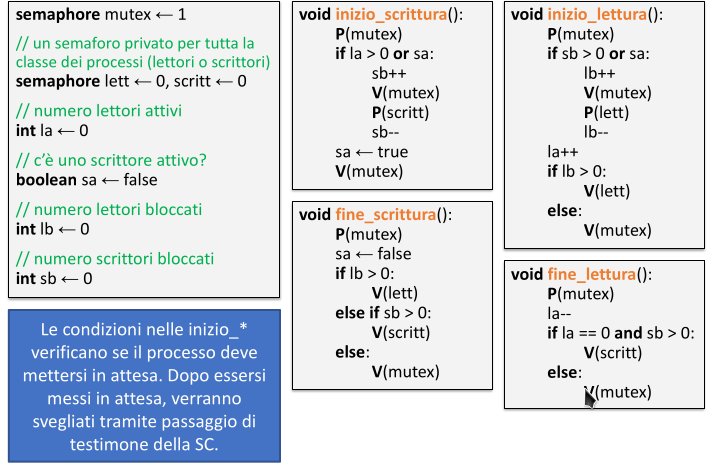 semaphore mutex ← 1
// un semaforo privato per tutta la
classe dei processi (lettori o scrittori)
semaphore lett ← 0, scritt ← 0
// numero lettori attivi
int la ← 0
// c’è uno scrittore attivo?
boolean sa ← false
// numero lettori bloccati
int lb ← 0
// numero scrittori bloccati
int sb ← 0
Le condizioni nelle inizio_*
verificano se il processo deve
mettersi in attesa. Dopo essersi
messi in attesa, verranno
svegliati tramite passaggio di
testimone della SC.
void inizio_scrittura():
P(mutex)
if la > 0 or sa:
sb++
V(mutex)
P(scritt)
sb--
sa ← true
V(mutex)
void fine_scrittura():
P(mutex)
sa ← false
if lb > 0:
V(lett)
else if sb > 0:
V(scritt)
else:
V(mutex)
void inizio_lettura():
P(mutex)
if sb > 0 or sa:
lb++
V(mutex)
P(lett)
lb--
la++
if lb > 0:
V(lett)
else:
V(mutex)
void fine_lettura():
P(mutex)
la--
if la == 0 and sb > 0:
V(scritt)
else:
V(mutex)